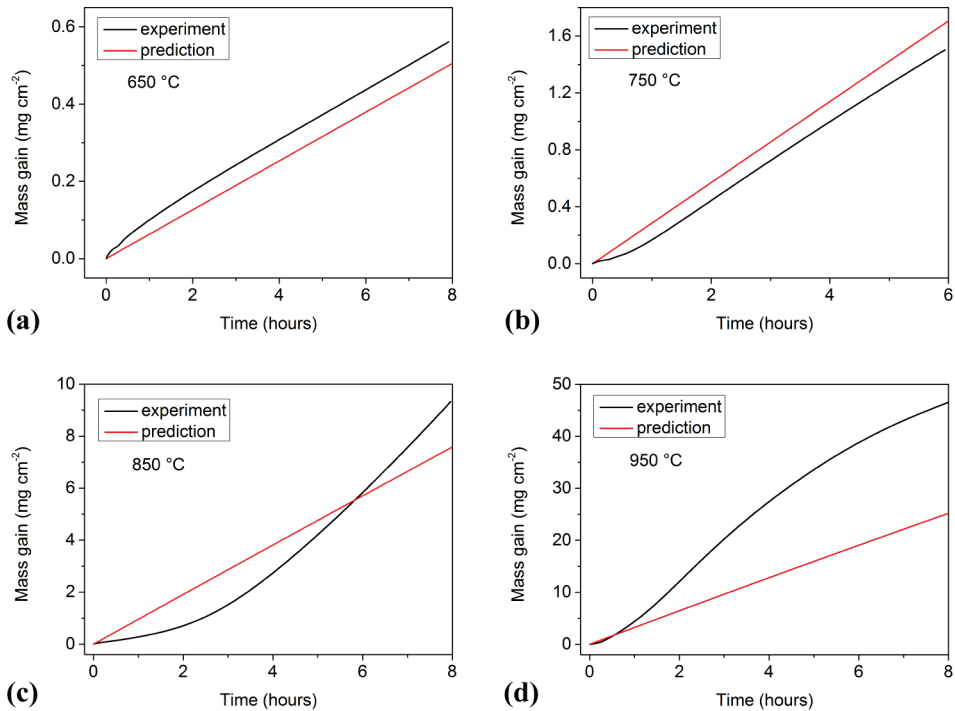 0.6
0.4
0.2
0.0
Mass gain (mg cm⁻²)
experiment
prediction
650 °C
0 2 4 6 8
Time (hours)
(a)
1.6
1.2
0.8
0.4
0.0
Mass gain (mg cm⁻²)
experiment
prediction
750 °C
0 2 4 6
Time (hours)
(b)
10
8
6
4
2
0
Mass gain (mg cm⁻²)
experiment
prediction
850 °C
0 2 4 6 8
Time (hours)
(c)
50
40
30
20
10
0
Mass gain (mg cm⁻²)
experiment
prediction
950 °C
0 2 4 6 8
Time (hours)
(d)